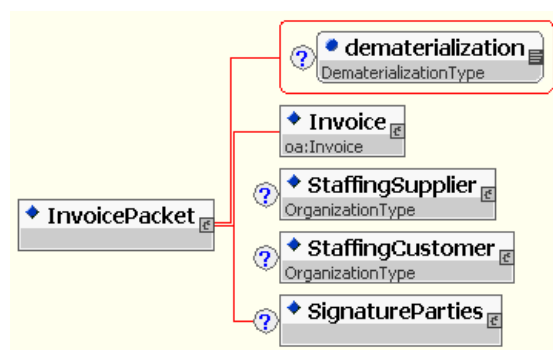 ? dematerialization
DematerializationType
Invoice
oa:Invoice
? StaffingSupplier
OrganizationType
InvoicePacket
? StaffingCustomer
OrganizationType
? SignatureParties